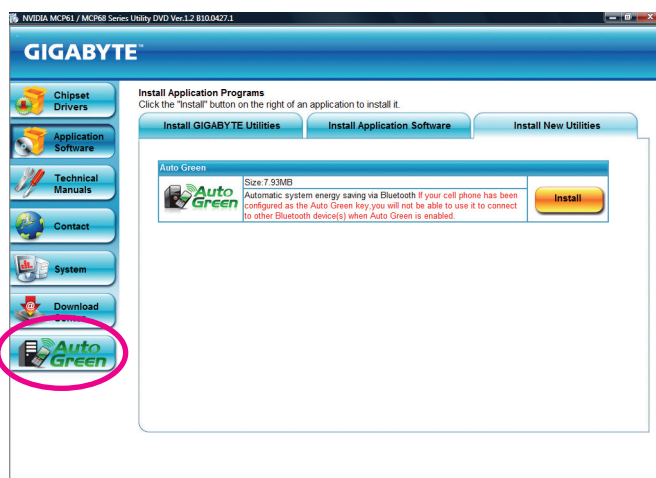 NVIDIA MCP61 / MCP68 Series Utility DVD Ver.1.2 B10.0427.1
GIGABYTE™
Chipset
Drivers
Application
Software
Technical
Manuals
Contact
System
Download
Auto
Green
Install Application Programs
Click the "Install" button on the right of an application to install it.
Install GIGABYTE Utilities
Install Application Software
Install New Utilities
Auto Green
Auto
Green
Size:7.93MB
Automatic system energy saving via Bluetooth If your cell phone has been
configured as the Auto Green key,you will not be able to use it to connect
to other Bluetooth device(s) when Auto Green is enabled.
Install